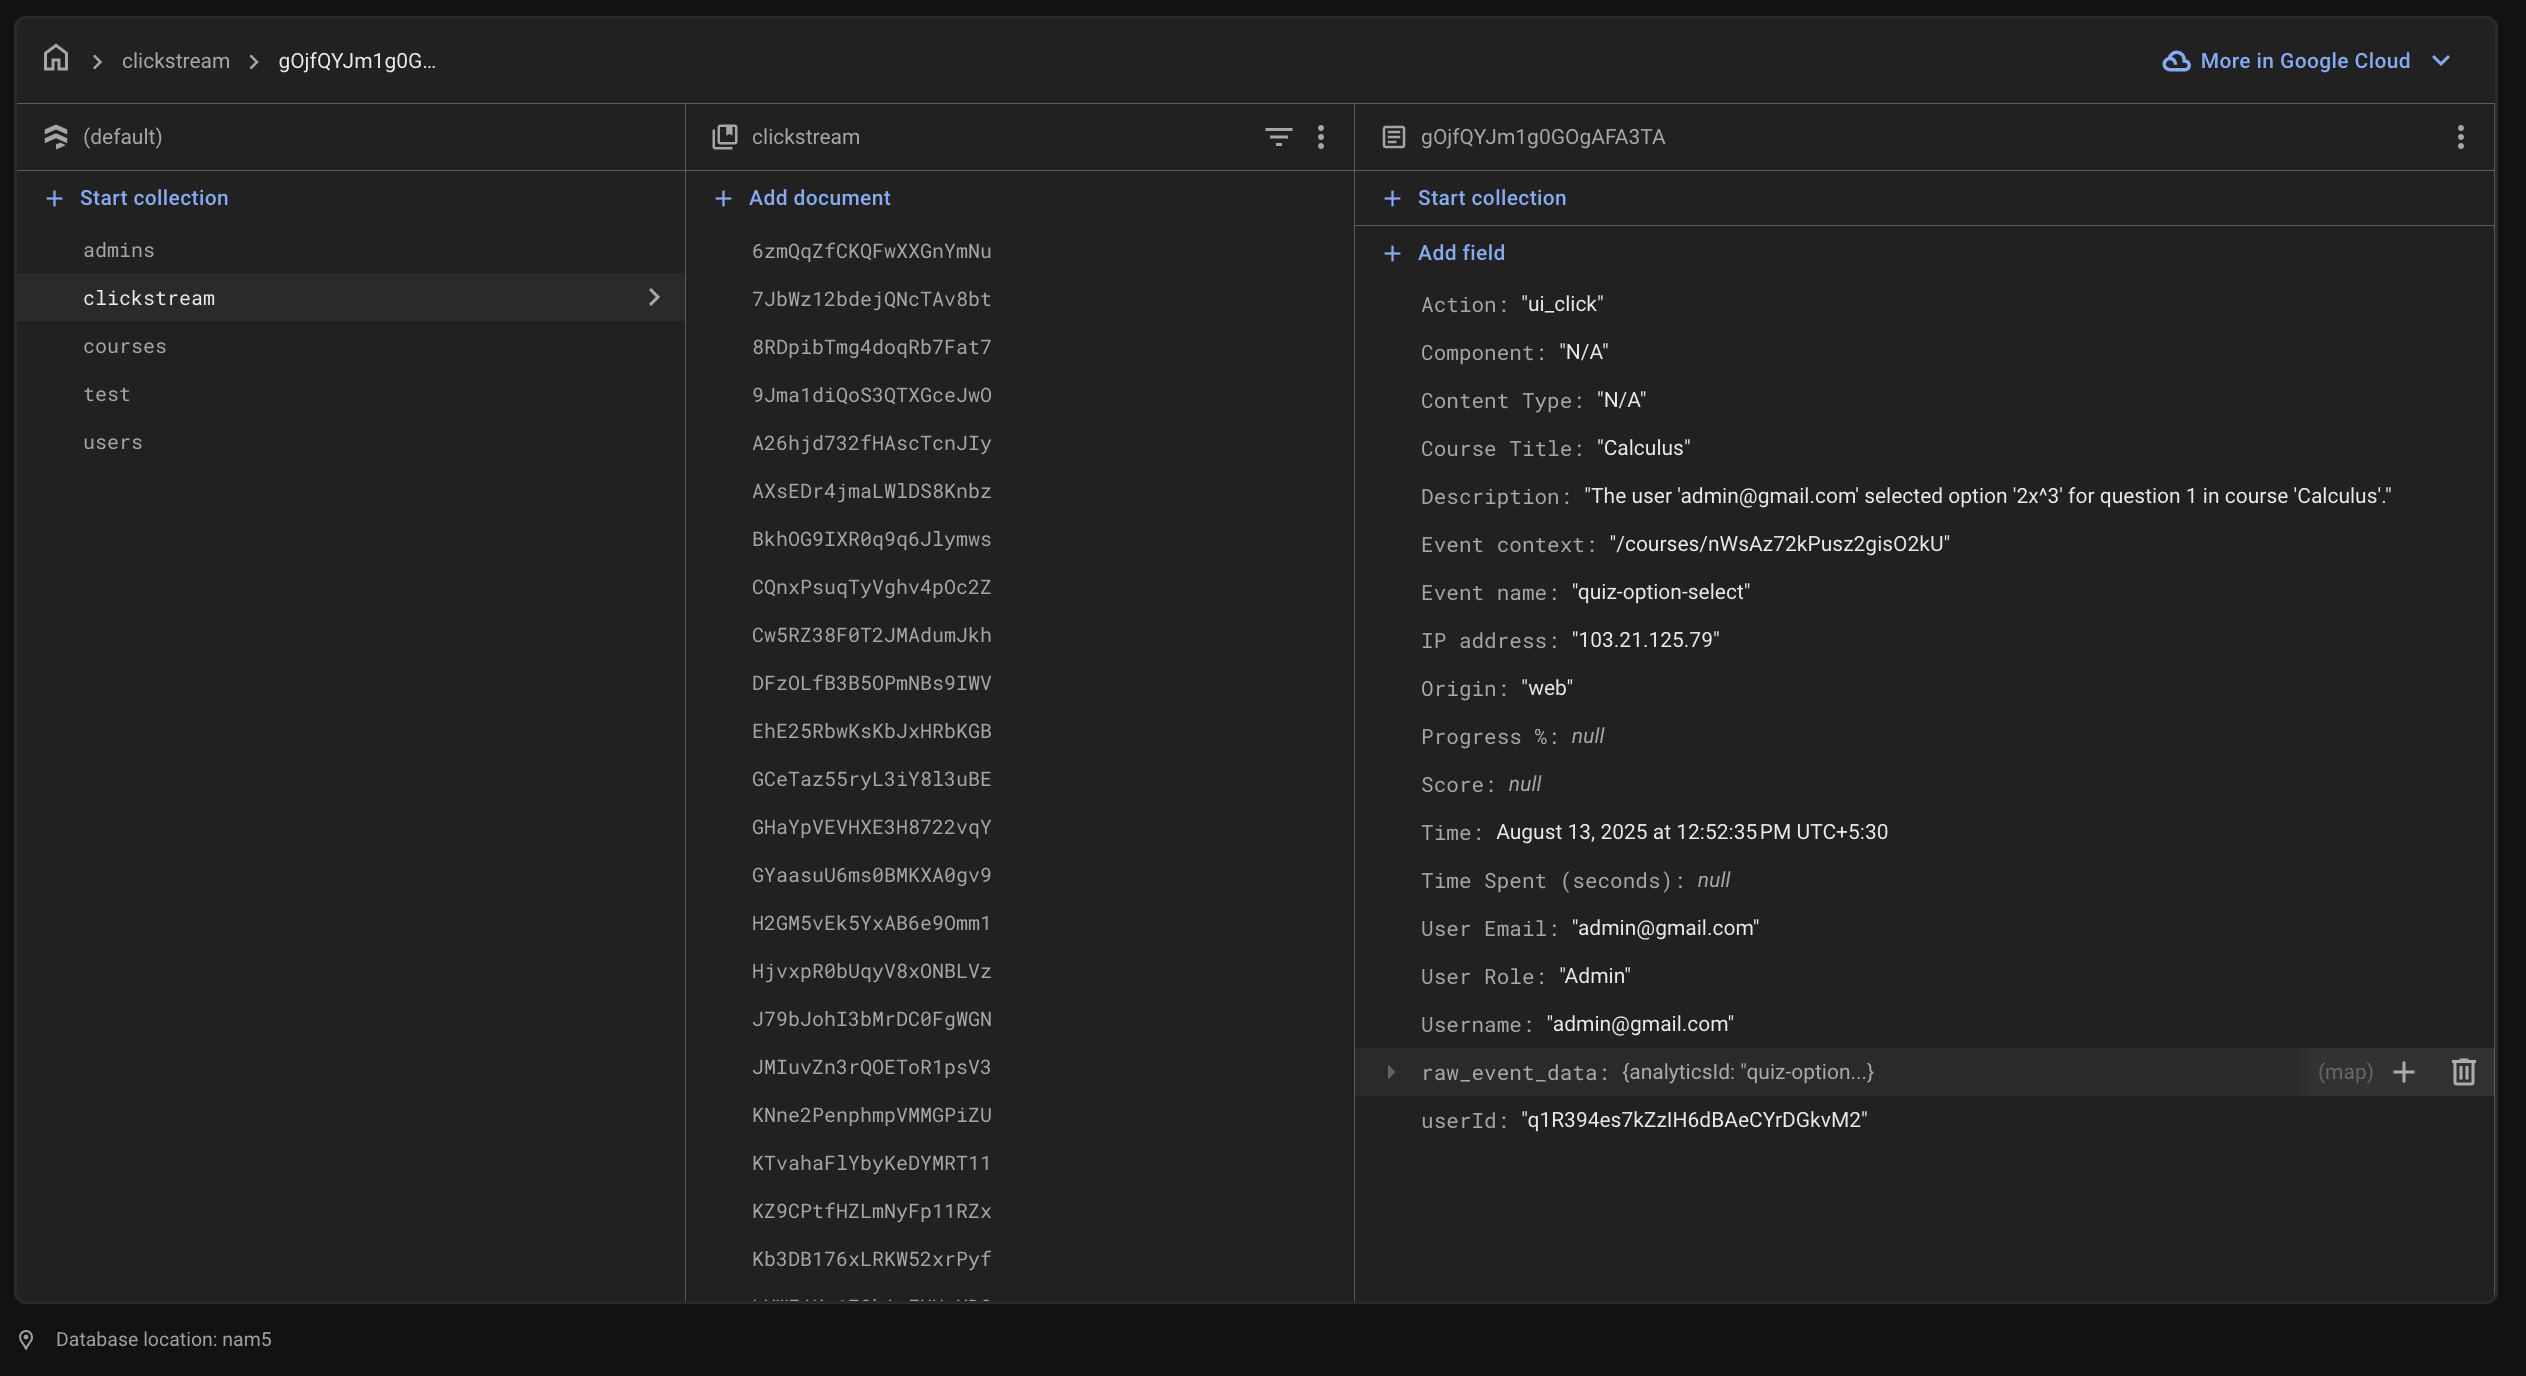 clickstream
gOjfQYJm1g0G...
More in Google Cloud
(default)
Start collection
admins
clickstream
courses
test
users
clickstream
Add document
6zmQqZfCKQFwXXGnYmNu
7JbWz12bdejQNcTAv8bt
8RDpibTmg4doqRb7Fat7
9Jma1diQoS3QTXGceJwO
A26hjd732fHAscTcnJIy
AXsEDr4jmaLWlDS8Knbz
BkhOG9IXR0q9q6Jlymws
CQnxPsuqTyVghv4pOc2Z
Cw5RZ38F0T2JMAdumJkh
DFzOLfB3B5OPmNBs9IWV
EhE25RbwKsKbJxHRbKGB
GCeTaz55ryL3iY8l3uBE
GHaYpVEVHXE3H8722vqY
GYaasuU6ms0BMKXA0gv9
H2GM5vEk5YxAB6e9Omm1
HjvxpR0bUqyV8xONBLVz
J79bJohI3bMrDC0FgWGN
JMIuvZn3rQOEToR1psV3
KNne2PenphmpVMMGPiZU
KTvahaFlYbyKeDYMRT11
KZ9CPtfHZLmNyFp11RZx
Kb3DB176xLRKW52xrPyf
gOjfQYJm1g0GOgAFA3TA
Start collection
Add field
Action: "ui_click"
Component: "N/A"
Content Type: "N/A"
Course Title: "Calculus"
Description: "The user 'admin@gmail.com' selected option '2x^3' for question 1 in course 'Calculus'."
Event context: "/courses/nWsAz72kPusz2gisO2kU"
Event name: "quiz-option-select"
IP address: "103.21.125.79"
Origin: "web"
Progress %: null
Score: null
Time: August 13, 2025 at 12:52:35 PM UTC+5:30
Time Spent (seconds): null
User Email: "admin@gmail.com"
User Role: "Admin"
Username: "admin@gmail.com"
raw_event_data: {analyticsId: "quiz-option...} (map)
userId: "q1R394es7kZzIH6dBAeCYrDGkvM2"
Database location: nam5